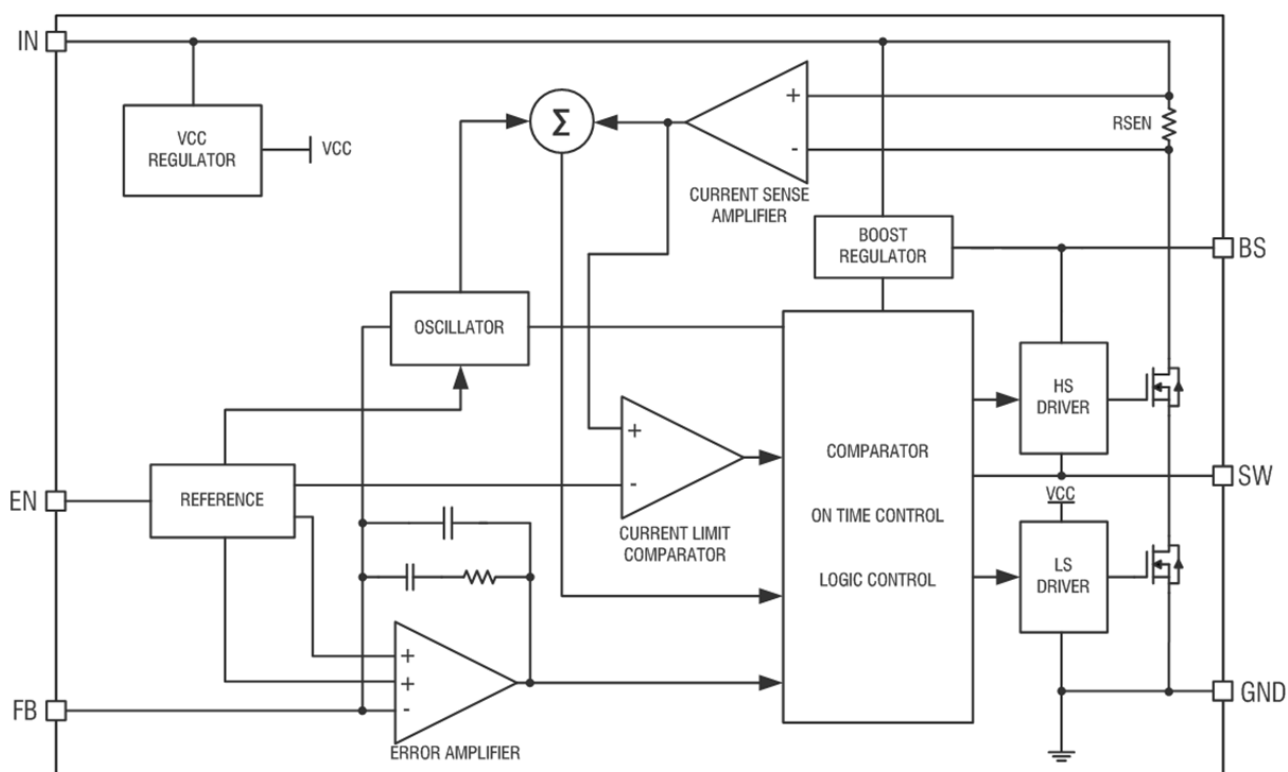 IN
Σ
+
-
RSEN
VCC
REGULATOR
VCC
CURRENT SENSE
AMPLIFIER
BOOST
REGULATOR
BS
OSCILLATOR
HS
DRIVER
+
-
COMPARATOR
ON TIME CONTROL
LOGIC CONTROL
EN
REFERENCE
SW
VCC
CURRENT LIMIT
COMPARATOR
LS
DRIVER
+
+
-
FB
GND
ERROR AMPLIFIER